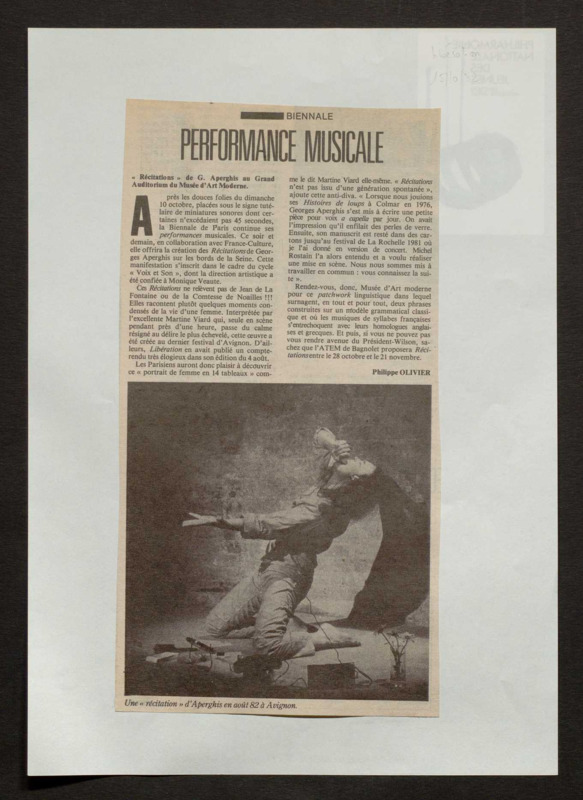 BIENNALE
PERFORMANCE MUSICALE
« Récitations » de G. Aperghis au Grand
Auditorium du Musée d'Art Moderne.
Après les douces folies du dimanche
10 octobre, placées sous le signe tuté-
laire de miniatures sonores dont cer-
taines n'excédaient pas 45 secondes,
la Biennale de Paris continue ses
performances musicales. Ce soir et
demain, en collaboration avec France-Culture,
elle offrira la création des Récitations de Geor-
ges Aperghis sur les bords de la Seine. Cette
manifestation s'inscrit dans le cadre du cycle
« Voix et Son », dont la direction artistique a
été confiée à Monique Veaute.
Ces Récitations ne relèvent pas de Jean de La
Fontaine ou de la Comtesse de Noailles !!!
Elles racontent plutôt quelques moments con-
densés de la vie d'une femme. Interprétée par
l'excellente Martine Viard qui, seule en scène
pendant près d'une heure, passe du calme
résigné au délire le plus échevelé, cette œuvre a
été créée au dernier festival d'Avignon. D'ail-
leurs, Libération en avait publié un compte-
rendu très élogieux dans son édition du 4 août.
Les Parisiens auront donc plaisir à découvrir
ce « portrait de femme en 14 tableaux » com-
me le dit Martine Viard elle-même. « Récitations
n'est pas issu d'une génération spontanée »,
ajoute cette anti-diva. « Lorsque nous jouions
ses Histoires de loups à Colmar en 1976,
Georges Aperghis s'est mis à écrire une petite
pièce pour voix a capella par jour. On avait
l'impression qu'il enfilait des perles de verre.
Ensuite, son manuscrit est resté dans des car-
tons jusqu'au festival de La Rochelle 1981 où
je l'ai donné en version de concert. Michel
Rostain l'a alors entendu et a voulu réaliser
une mise en scène. Nous nous sommes mis à
travailler en commun : vous connaissez la sui-
te ».
Rendez-vous, donc, Musée d'Art moderne
pour ce patchwork linguistique dans lequel
surnagent, en tout et pour tout, deux phrases
construites sur un modèle grammatical classi-
que et où les musiques de syllabes françaises
s'entrechoquent avec leurs homologues anglai-
ses et grecques. Et puis, si vous ne pouvez pas
vous rendre avenue du Président-Wilson, sa-
chez que l'ATEM de Bagnolet proposera Réci-
tations entre le 28 octobre et le 21 novembre.
Philippe OLIVIER
Une « récitation » d'Aperghis en août 82 à Avignon.